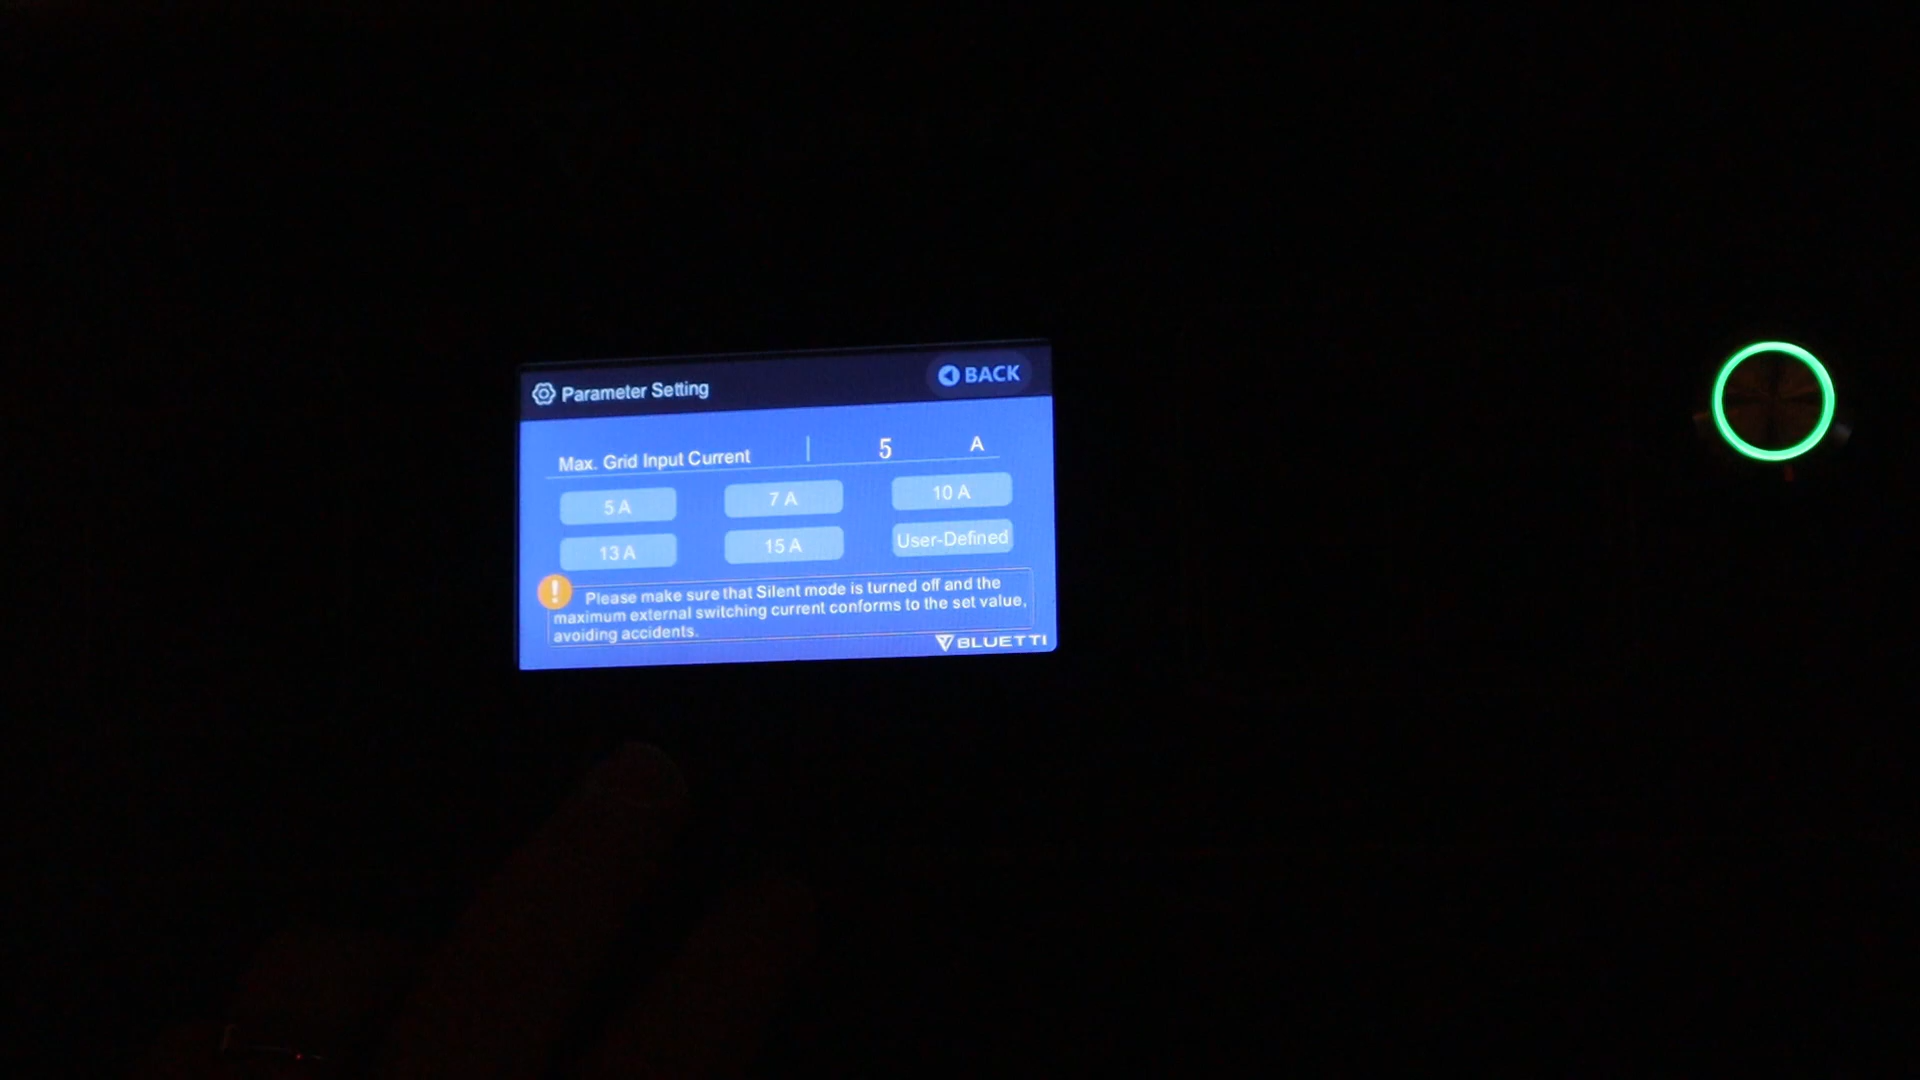 Parameter Setting
BACK
Max. Grid Input Current | 5 A
5 A 7 A 10 A
13 A 15 A User-Defined
! Please make sure that Silent mode is turned off and the
maximum external switching current conforms to the set value,
avoiding accidents.
BLUETTI